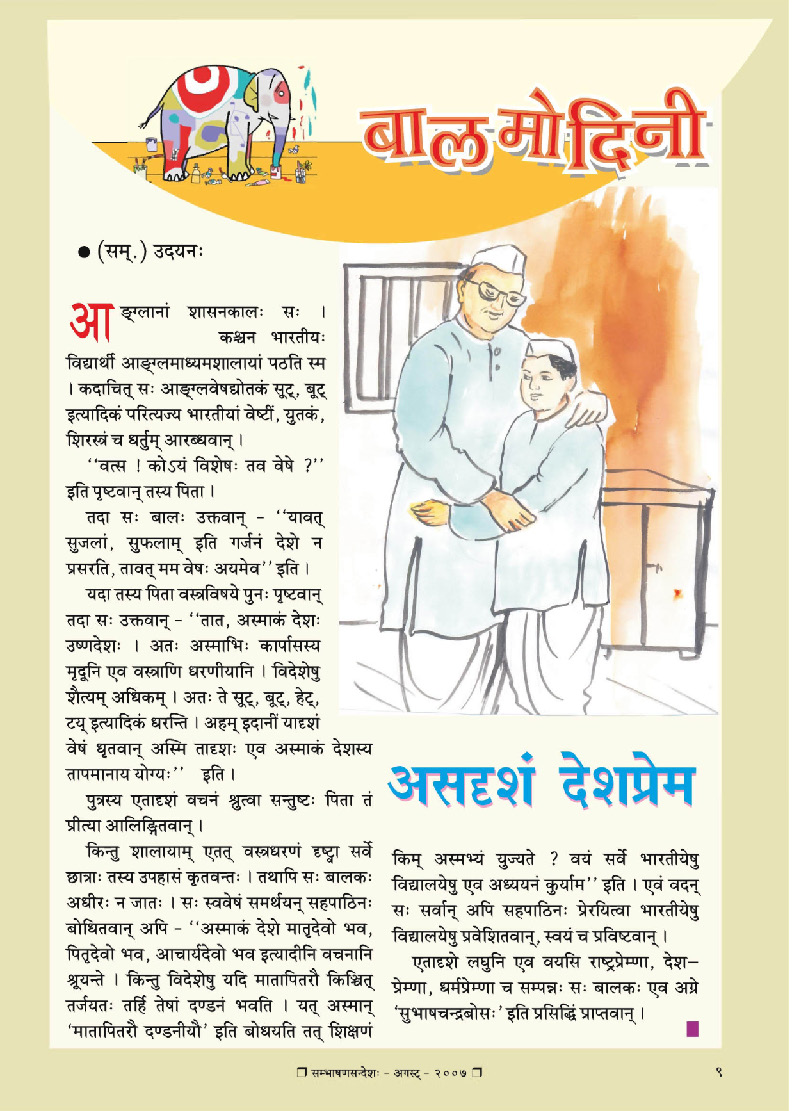 बालमोदिनी
● (सम्.) उदयनः
आङ्ग्लानां शासनकालः सः ।
कश्चन भारतीयः
विद्यार्थी आङ्ग्लमाध्यमशालायां पठति स्म
। कदाचित् सः आङ्ग्लवेषद्योतकं सूट्, बूट्
इत्यादिकं परित्यज्य भारतीयां वेष्टीं, युतकं,
शिरस्त्रं च धर्तुम् आरब्धवान् ।
‘‘वत्स ! कोऽयं विशेषः तव वेषे ?’’
इति पृष्टवान् तस्य पिता ।
तदा सः बालः उक्तवान् – ‘‘यावत्
सुजलां, सुफलाम् इति गर्जनं देशे न
प्रसरति, तावत् मम वेषः अयमेव’’ इति ।
यदा तस्य पिता वस्त्रविषये पुनः पृष्टवान्
तदा सः उक्तवान् – ‘‘तात, अस्माकं देशः
उष्णदेशः । अतः अस्माभिः कार्पासस्य
मृदूनि एव वस्त्राणि धरणीयानि । विदेशेषु
शैत्यम् अधिकम् । अतः ते सूट्, बूट्, हेट्,
टय् इत्यादिकं धरन्ति । अहम् इदानीं यादृशं
वेषं धृतवान् अस्मि तादृशः एव अस्माकं देशस्य
तापमानाय योग्यः’’ इति ।
पुत्रस्य एतादृशं वचनं श्रुत्वा सन्तुष्टः पिता तं
प्रीत्या आलिङ्गितवान् ।
किन्तु शालायाम् एतत् वस्त्रधरणं दृष्ट्वा सर्वे
छात्राः तस्य उपहासं कृतवन्तः । तथापि सः बालकः
अधीरः न जातः । सः स्ववेषं समर्थयन् सहपाठिनः
बोधितवान् अपि – ‘‘अस्माकं देशे मातृदेवो भव,
पितृदेवो भव, आचार्यदेवो भव इत्यादीनि वचनानि
श्रूयन्ते । किन्तु विदेशेषु यदि मातापितरौ किञ्चित्
तर्जयतः तर्हि तेषां दण्डनं भवति । यत् अस्मान्
‘मातापितरौ दण्डनीयौ’ इति बोधयति तत् शिक्षणं
असदृशं देशप्रेम
किम् अस्मभ्यं युज्यते ? वयं सर्वे भारतीयेषु
विद्यालयेषु एव अध्ययनं कुर्याम’’ इति । एवं वदन्
सः सर्वान् अपि सहपाठिनः प्रेरयित्वा भारतीयेषु
विद्यालयेषु प्रवेशितवान्, स्वयं च प्रविष्टवान् ।
एतादृशे लघुनि एव वयसि राष्ट्रप्रेम्णा, देश–
प्रेम्णा, धर्मप्रेम्णा च सम्पन्नः सः बालकः एव अग्रे
‘सुभाषचन्द्रबोसः’ इति प्रसिद्धिं प्राप्तवान् ।
❐ सम्भाषणसन्देशः – अगस्ट् – २००७ ❐
९